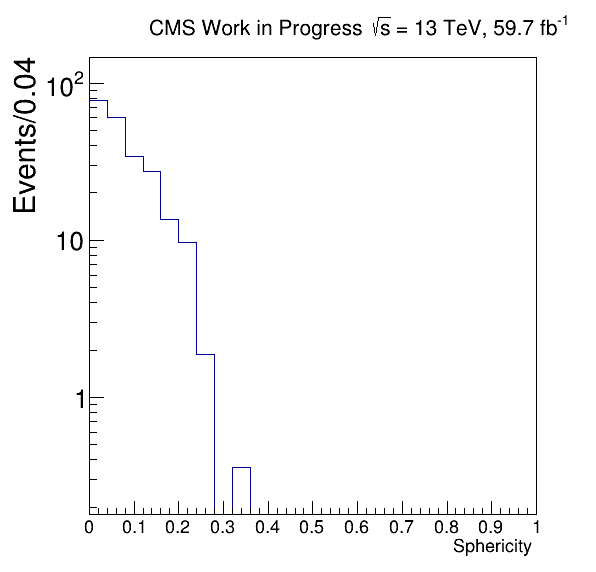 CMS Work in Progress √s = 13 TeV, 59.7 fb⁻¹
Events/0.04
10²
10
1
0 0.1 0.2 0.3 0.4 0.5 0.6 0.7 0.8 0.9 1
Sphericity